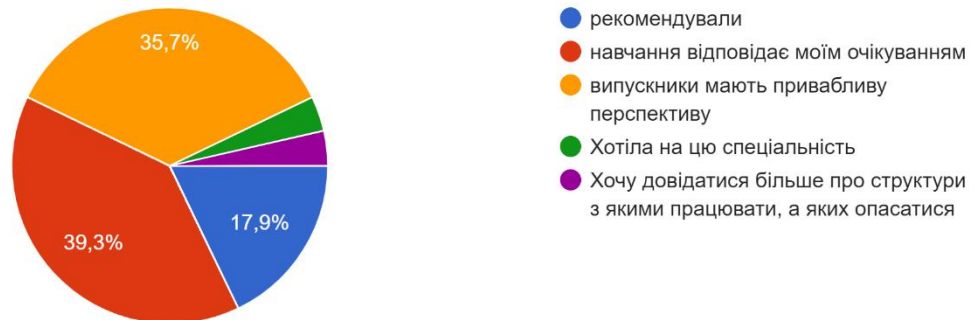 35,7%
39,3%
17,9%
рекомендували
навчання відповідає моїм очікуванням
випускники мають привабливу
перспективу
Хотіла на цю спеціальність
Хочу довідатися більше про структури
з якими працювати, а яких опасатися